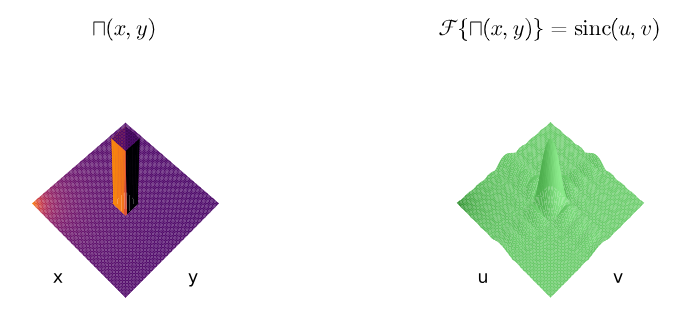 ⊓(x, y)
ℱ{⊓(x, y)} = sinc(u, v)
x
y
u
v